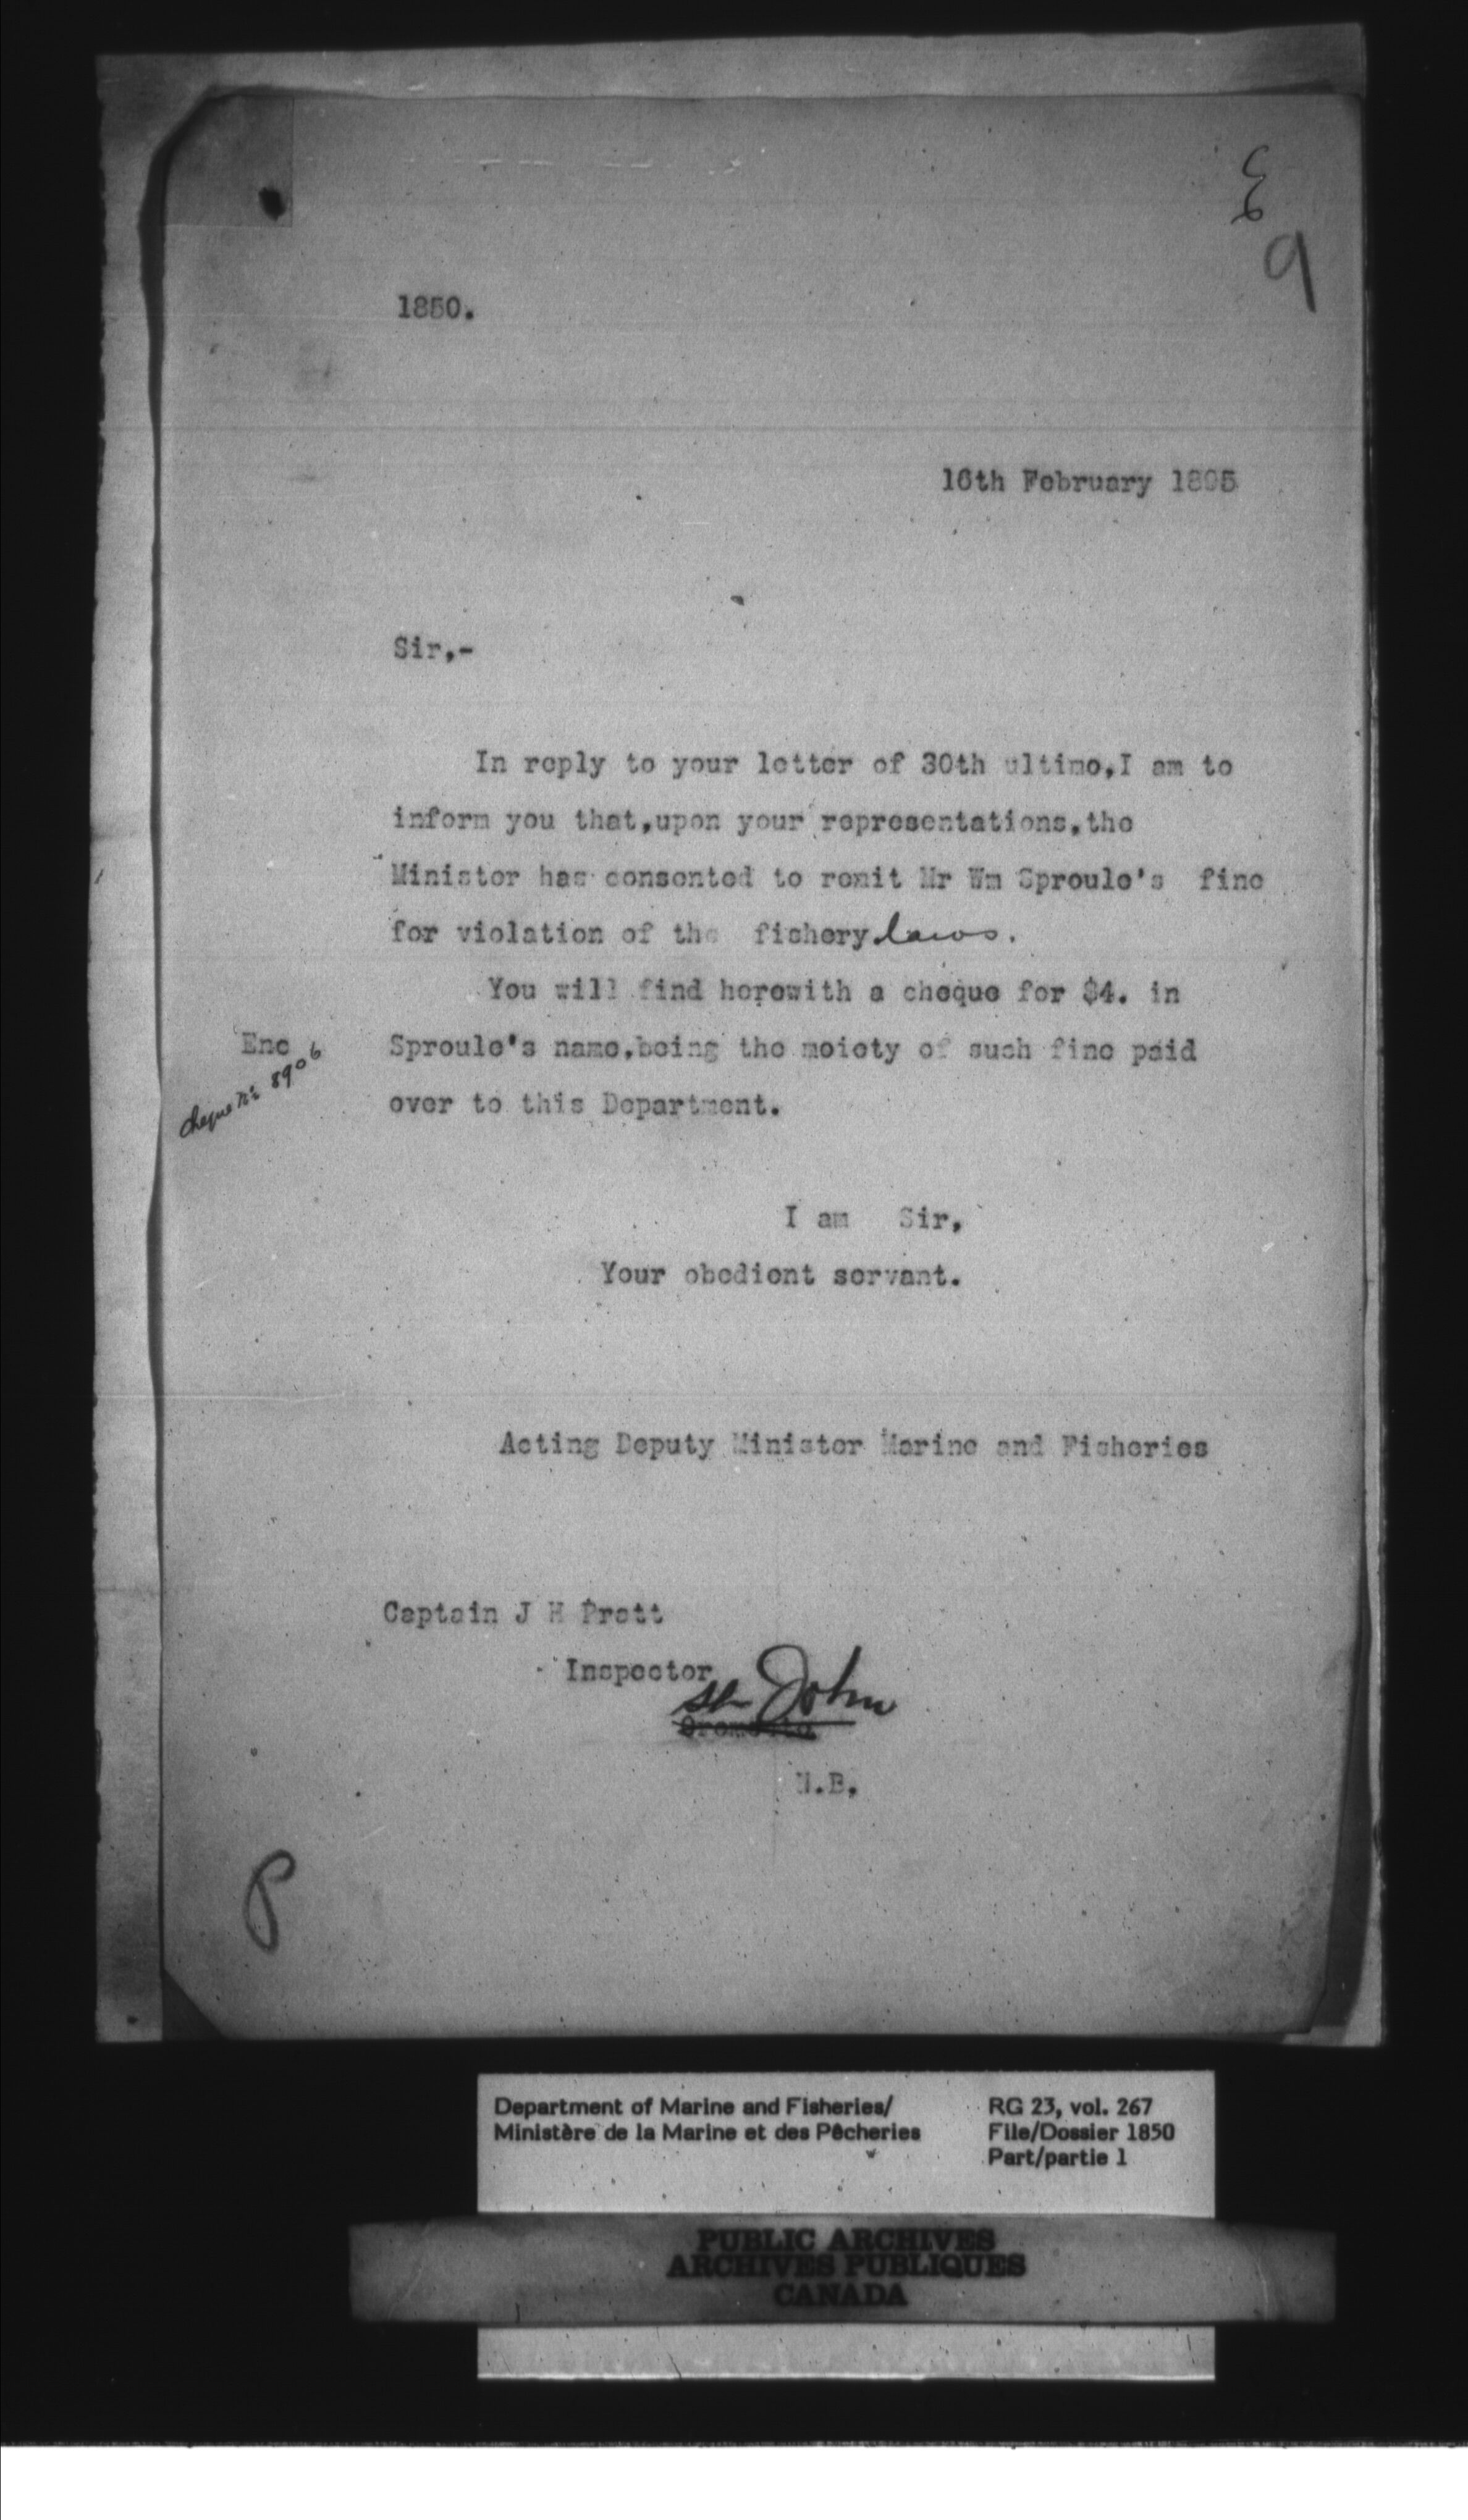 9
1850.
16th February 1895
Sir,-
In reply to your letter of 30th ultimo,I am to
inform you that,upon your representations,the
Minister has consented to remit Mr Wm Sproule's fine
for violation of the fishery laws.
You will find herewith a cheque for $4. in
Enc Sproule's name,being the moiety of such fine paid
cheque No 8906
over to this Department.
I am Sir,
Your obedient servant.
Acting Deputy Minister Marine and Fisheries
Captain J H Pratt
Inspector
St John
N.B.
P
Department of Marine and Fisheries/ RG 23, vol. 267
Ministère de la Marine et des Pêcheries File/Dossier 1850
Part/partie 1
PUBLIC ARCHIVES
ARCHIVES PUBLIQUES
CANADA